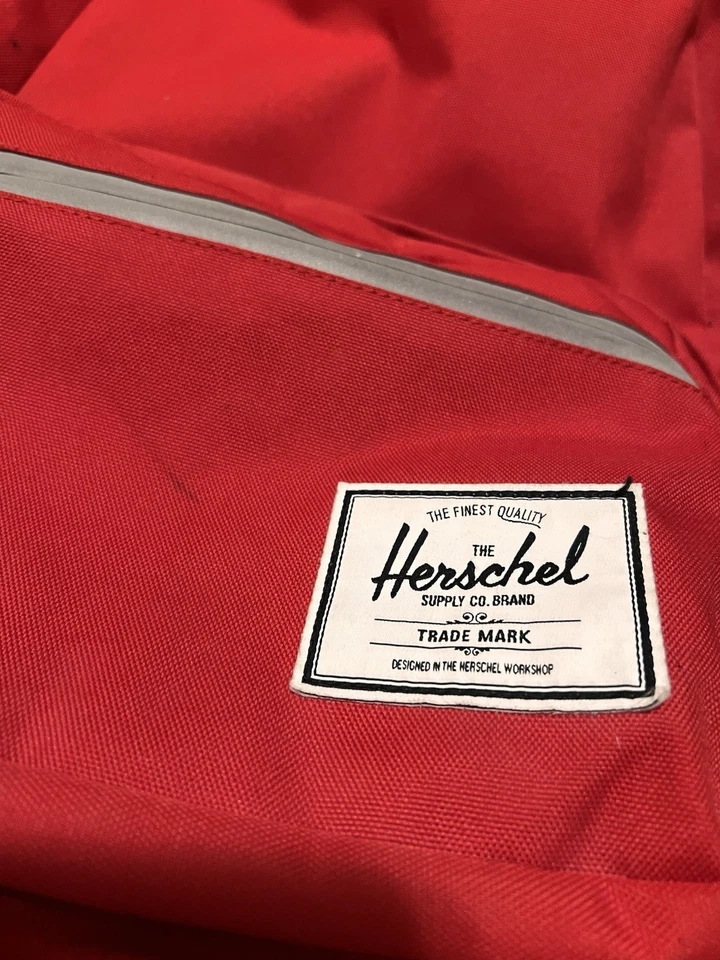 THE FINEST QUALITY
THE
Herschel
SUPPLY CO. BRAND
TRADE MARK
DESIGNED IN THE HERSCHEL WORKSHOP